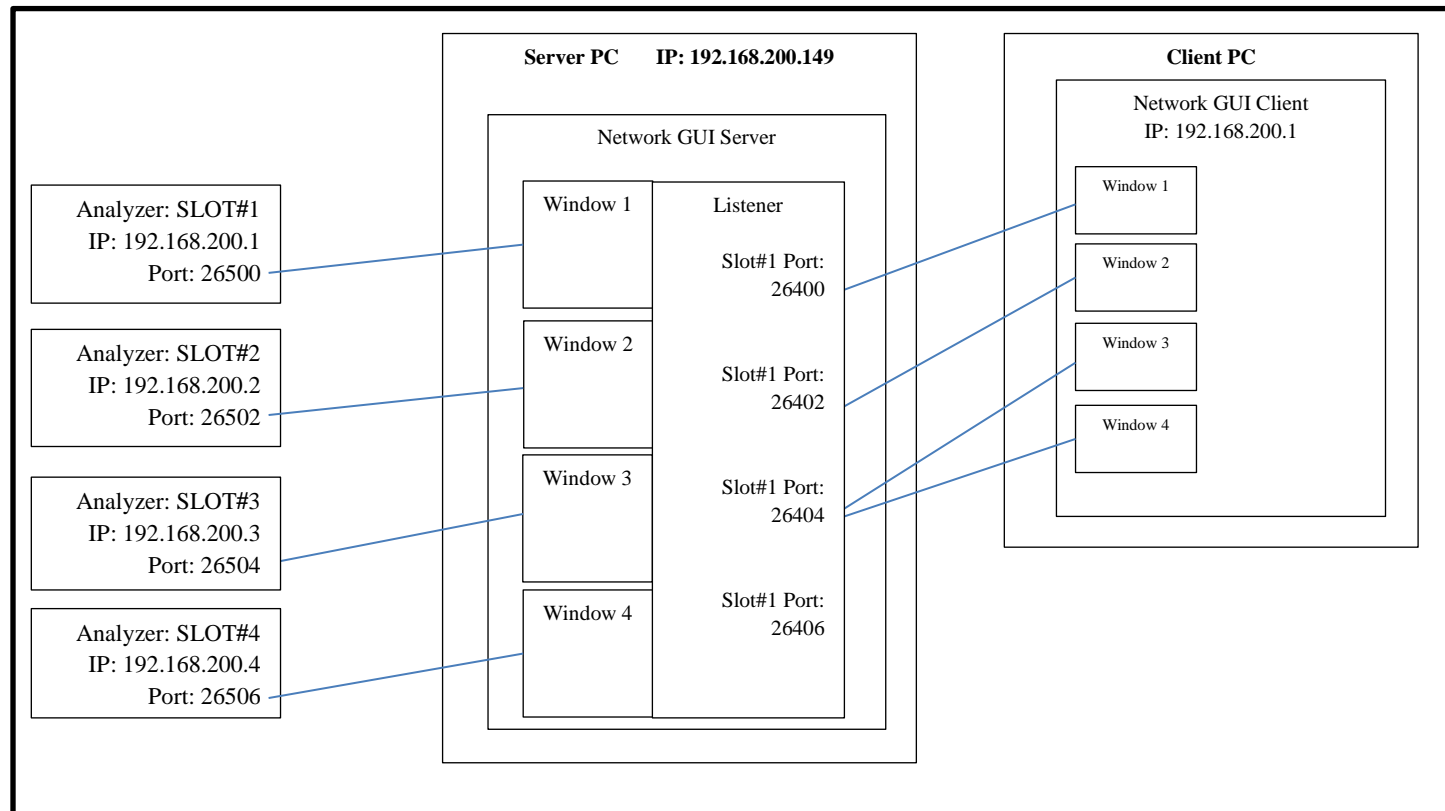 Server PC IP: 192.168.200.149
Network GUI Server
Analyzer: SLOT#1
IP: 192.168.200.1
Port: 26500
Analyzer: SLOT#2
IP: 192.168.200.2
Port: 26502
Analyzer: SLOT#3
IP: 192.168.200.3
Port: 26504
Analyzer: SLOT#4
IP: 192.168.200.4
Port: 26506
Window 1
Window 2
Window 3
Window 4
Listener
Slot#1 Port:
26400
Slot#1 Port:
26402
Slot#1 Port:
26404
Slot#1 Port:
26406
Client PC
Network GUI Client
IP: 192.168.200.1
Window 1
Window 2
Window 3
Window 4